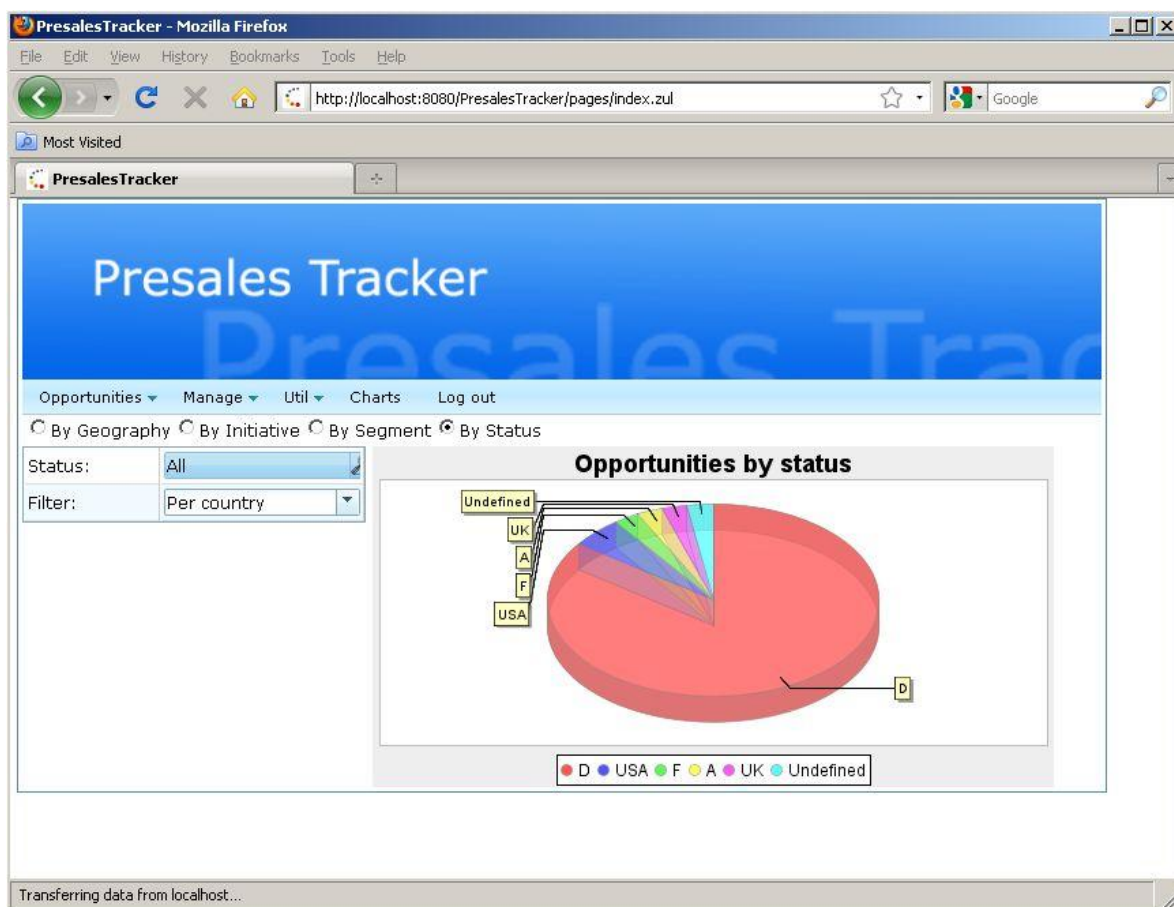 PresalesTracker - Mozilla Firefox
File Edit View History Bookmarks Tools Help
http://localhost:8080/PresalesTracker/pages/index.zul Google
Most Visited
PresalesTracker
Presales Tracker
Presales Trac
Opportunities Manage Util Charts Log out
By Geography By Initiative By Segment By Status
Status: All
Filter: Per country
Opportunities by status
Undefined
UK
A
F
USA
D
D USA F A UK Undefined
Transferring data from localhost...